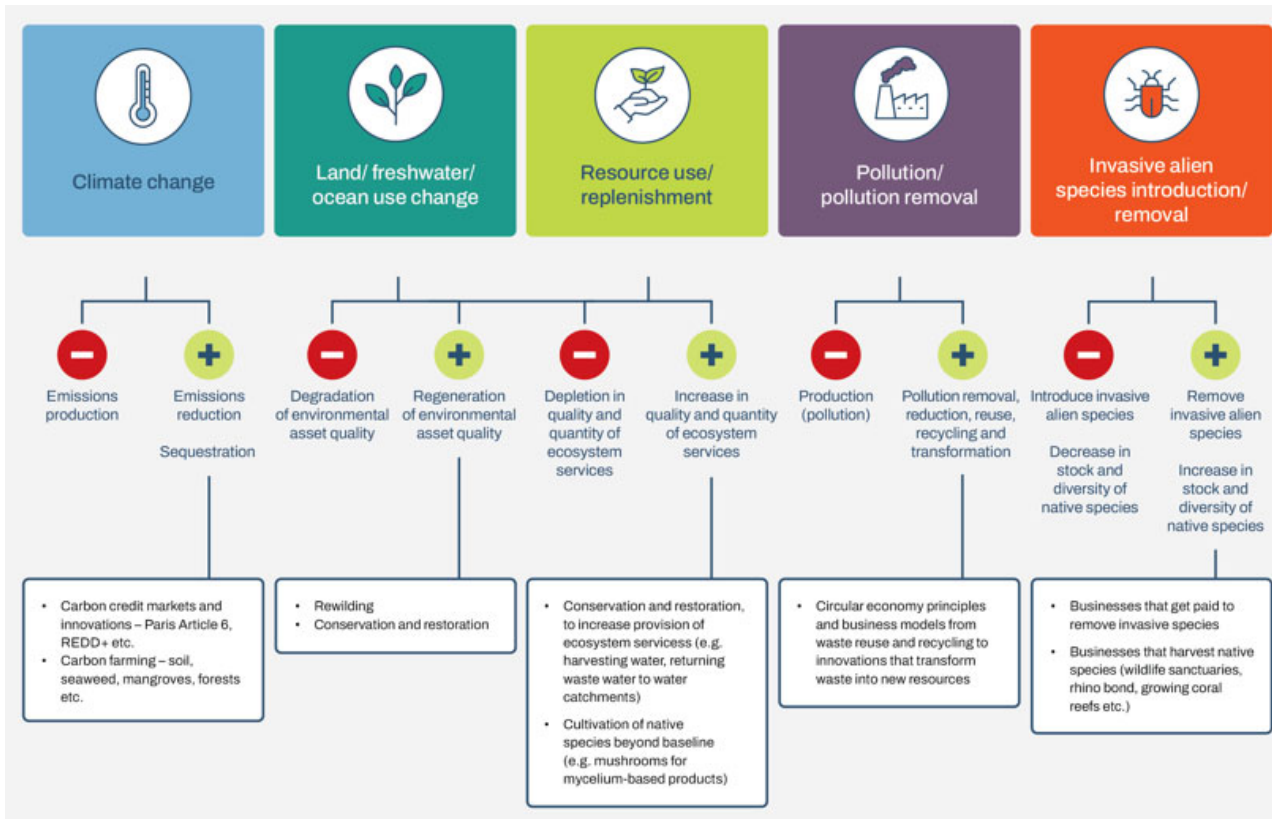 Climate change
Land/ freshwater/
ocean use change
Resource use/
replenishment
Pollution/
pollution removal
Invasive alien
species introduction/
removal
Emissions
production
Emissions
reduction
Sequestration
Degradation
of environmental
asset quality
Regeneration
of environmental
asset quality
Depletion in
quality and
quantity of
ecosystem
services
Increase in
quality and quantity
of ecosystem
services
Production
(pollution)
Pollution removal,
reduction, reuse,
recycling and
transformation
Introduce invasive
alien species
Decrease in
stock and
diversity of
native species
Remove
invasive alien
species
Increase in
stock and
diversity of
native species
• Carbon credit markets and
innovations – Paris Article 6,
REDD+ etc.
• Carbon farming – soil,
seaweed, mangroves, forests
etc.
• Rewilding
• Conservation and restoration
• Conservation and restoration,
to increase provision of
ecosystem servicess (e.g.
harvesting water, returning
waste water to water
catchments)
• Cultivation of native
species beyond baseline
(e.g. mushrooms for
mycelium-based products)
• Circular economy principles
and business models from
waste reuse and recycling to
innovations that transform
waste into new resources
• Businesses that get paid to
remove invasive species
• Businesses that harvest native
species (wildlife sanctuaries,
rhino bond, growing coral
reefs etc.)